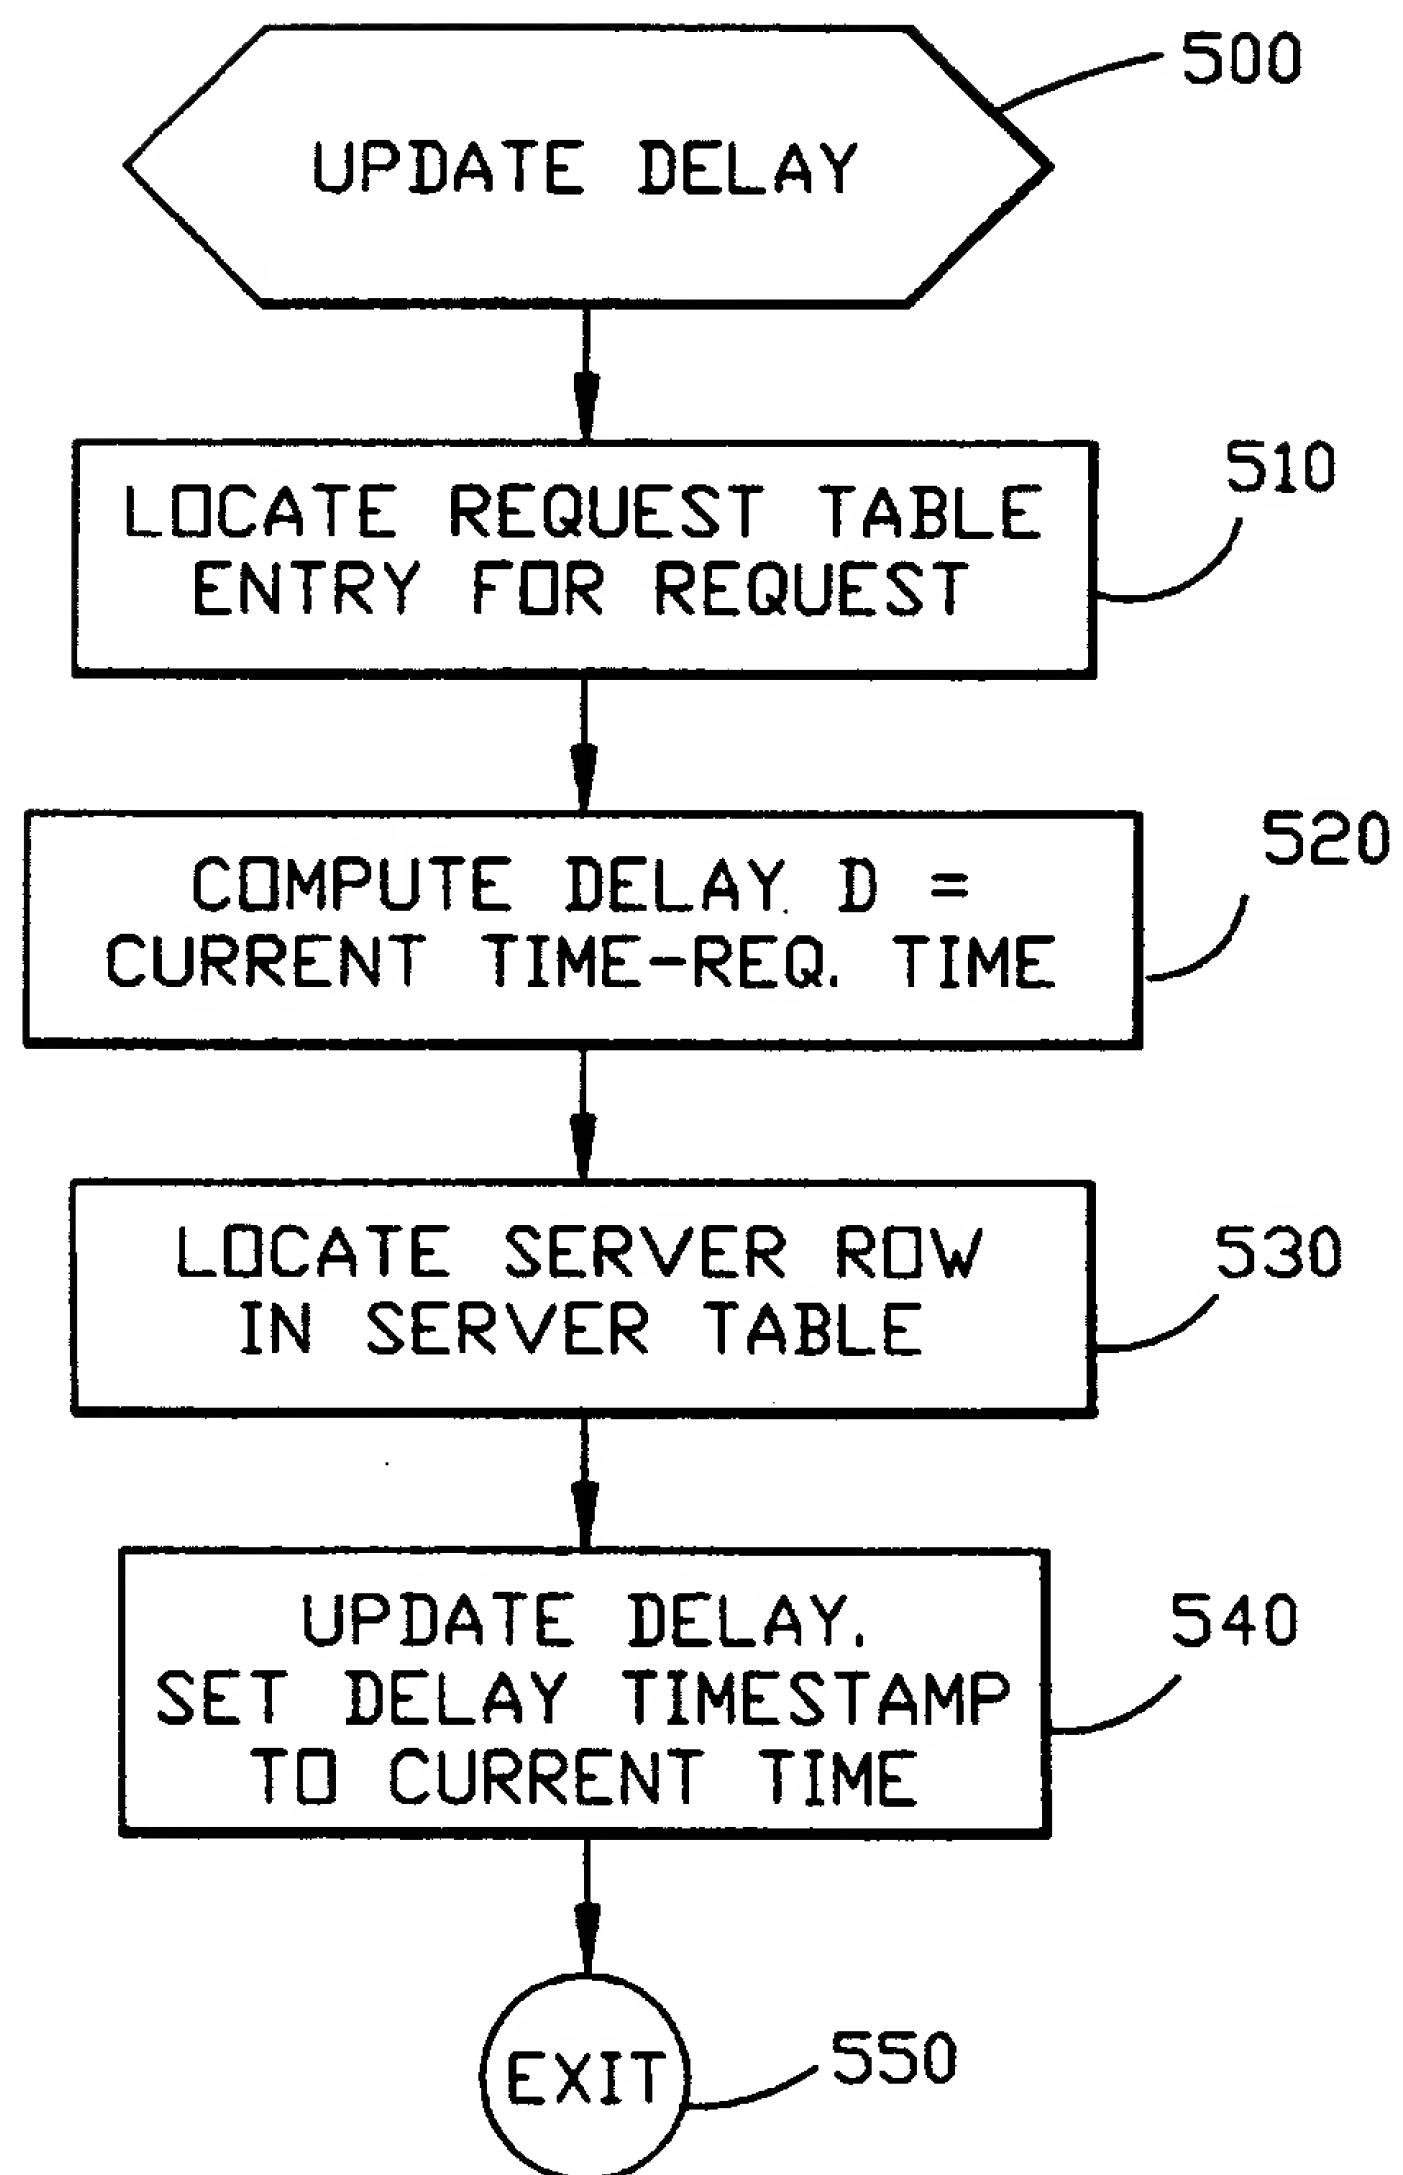 500
UPDATE DELAY
510
LOCATE REQUEST TABLE
ENTRY FOR REQUEST
520
COMPUTE DELAY D =
CURRENT TIME-REQ. TIME
530
LOCATE SERVER ROW
IN SERVER TABLE
540
UPDATE DELAY.
SET DELAY TIMESTAMP
TO CURRENT TIME
EXIT
550